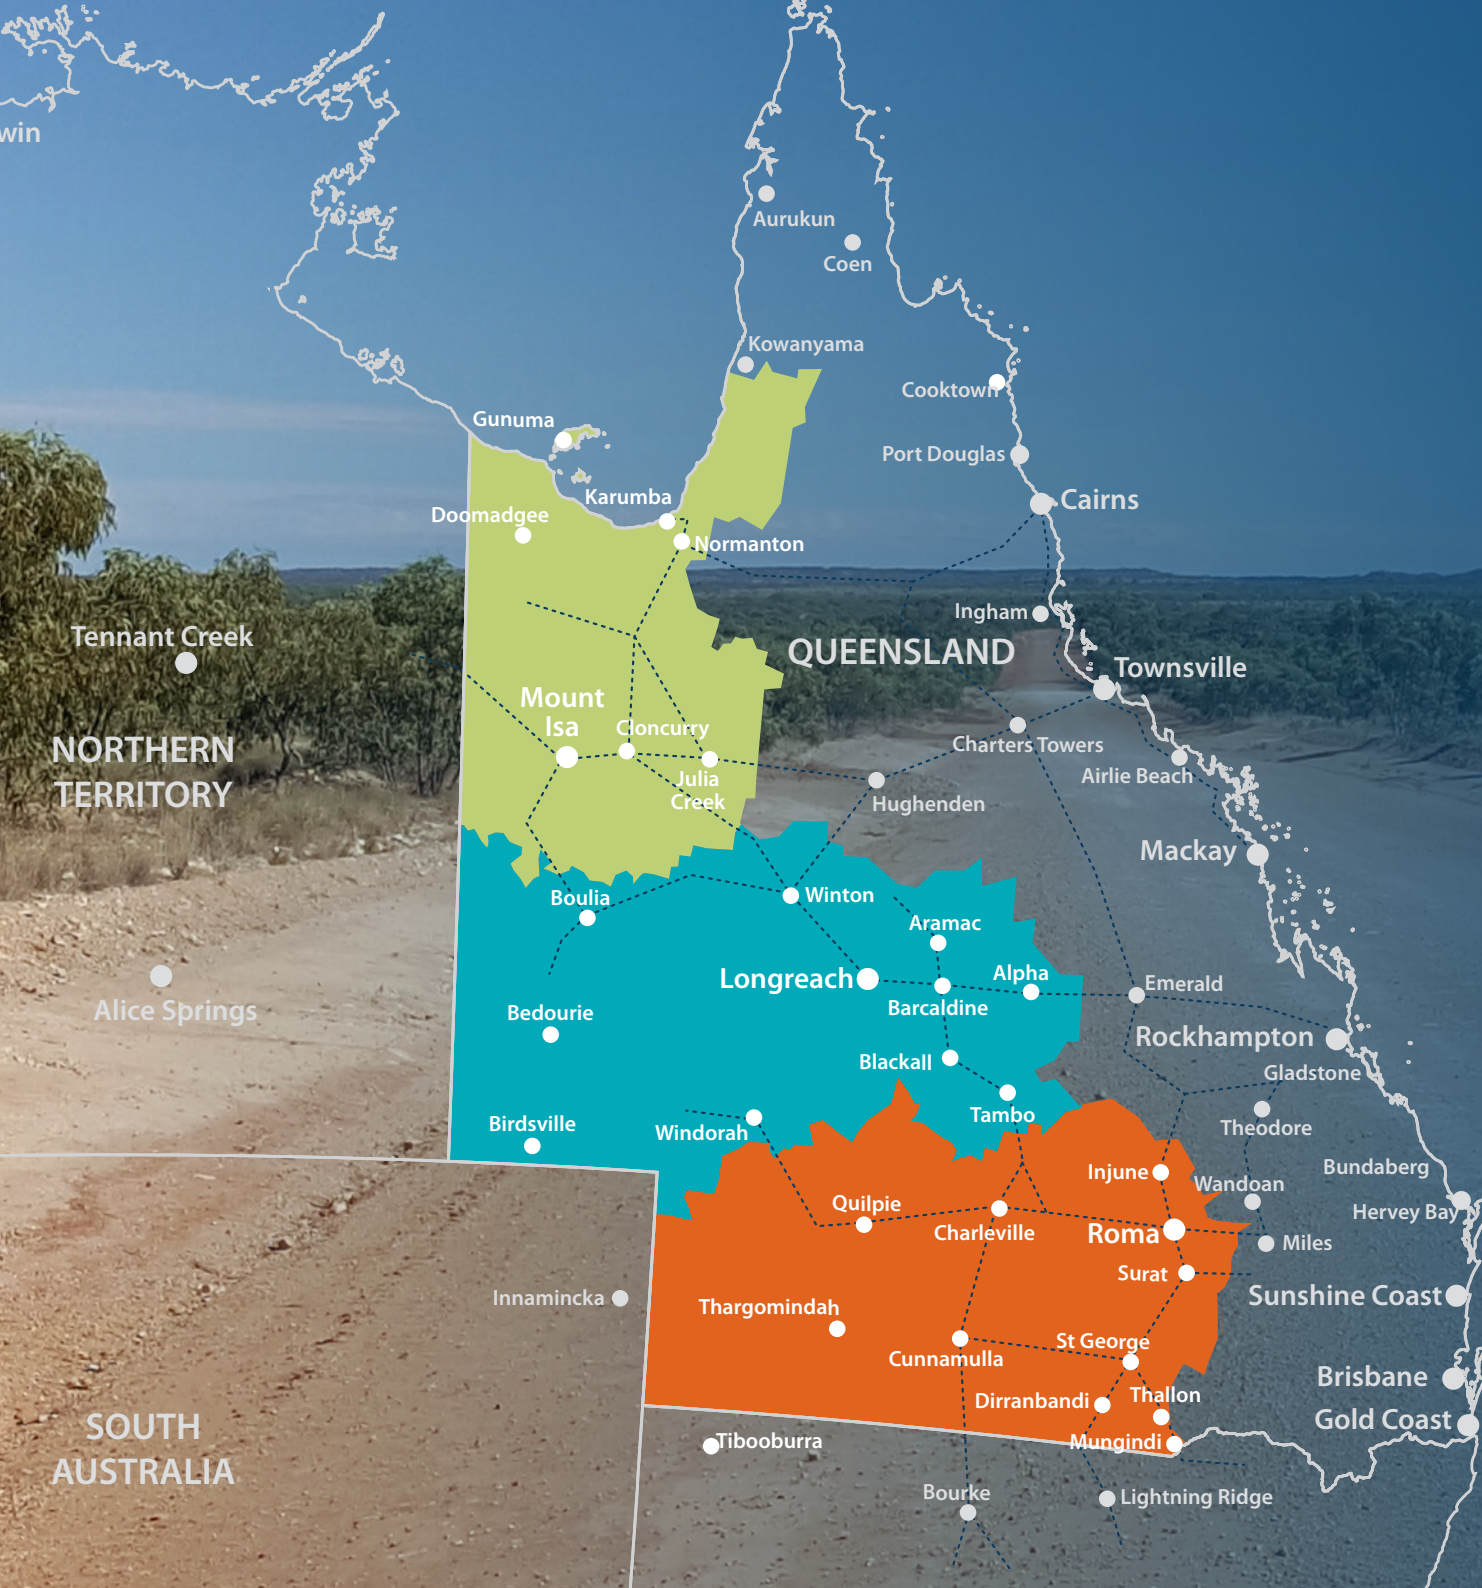 win
Aurukun
Coen
Kowanyama
Cooktown
Gunuma
Port Douglas
Karumba
Cairns
Doomadgee
Normanton
Ingham
Tennant Creek
QUEENSLAND
Townsville
Mount
Isa
Cloncurry
Charters Towers
NORTHERN
TERRITORY
Airlie Beach
Julia
Creek
Hughenden
Mackay
Boulia
Winton
Aramac
Longreach
Alpha
Emerald
Alice Springs
Bedourie
Barcaldine
Rockhampton
Blackall
Gladstone
Tambo
Birdsville
Windorah
Theodore
Injune
Bundaberg
Wandoan
Quilpie
Hervey Bay
Charleville
Roma
Miles
Surat
Innamincka
Sunshine Coast
Thargomindah
St George
Cunnamulla
Brisbane
Dirranbandi
Thallon
Gold Coast
SOUTH
AUSTRALIA
Tibooburra
Mungindi
Bourke
Lightning Ridge